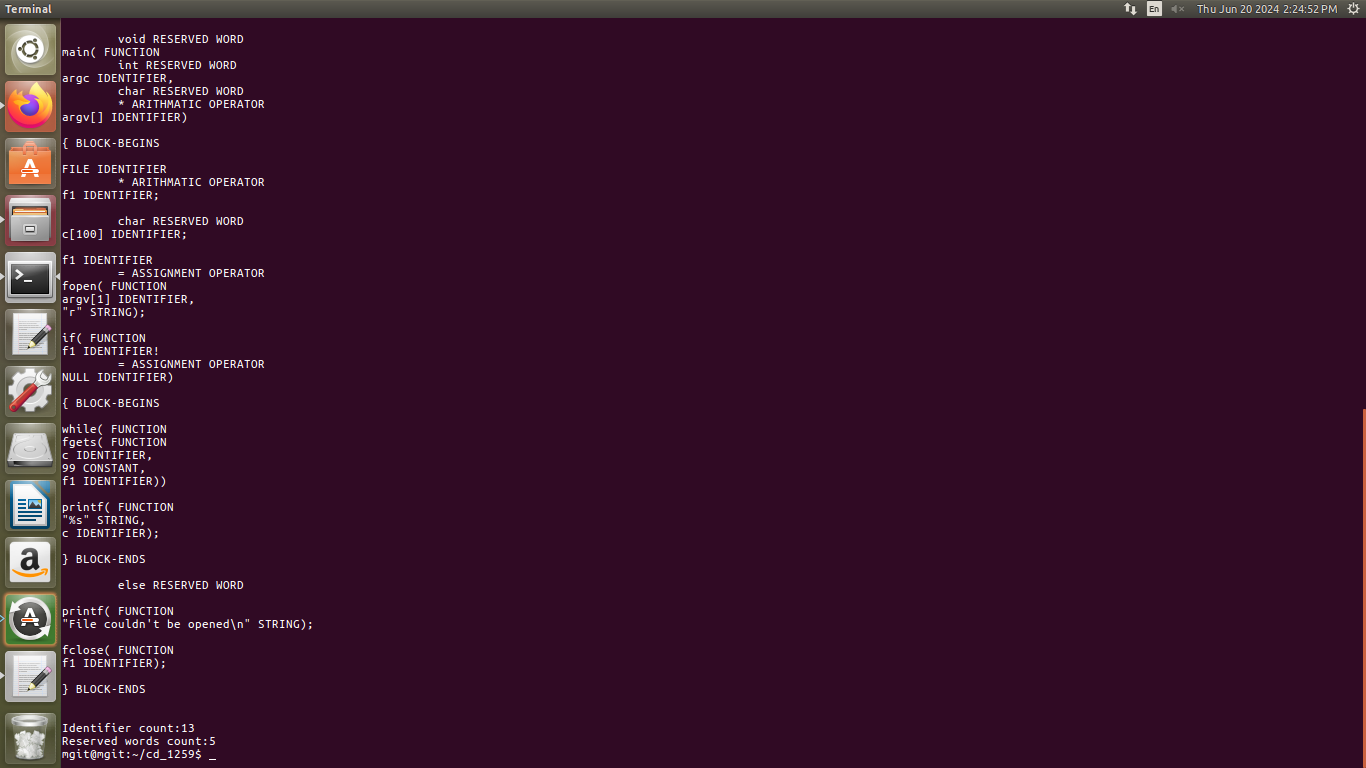 Terminal
En
Thu Jun 20 2024 2:24:52 PM
void RESERVED WORD
main( FUNCTION
int RESERVED WORD
argc IDENTIFIER,
char RESERVED WORD
* ARITHMATIC OPERATOR
argv[] IDENTIFIER)
{ BLOCK-BEGINS
FILE IDENTIFIER
* ARITHMATIC OPERATOR
f1 IDENTIFIER;
char RESERVED WORD
c[100] IDENTIFIER;
f1 IDENTIFIER
= ASSIGNMENT OPERATOR
fopen( FUNCTION
argv[1] IDENTIFIER,
"r" STRING);
if( FUNCTION
f1 IDENTIFIER!
= ASSIGNMENT OPERATOR
NULL IDENTIFIER)
{ BLOCK-BEGINS
while( FUNCTION
fgets( FUNCTION
c IDENTIFIER,
99 CONSTANT,
f1 IDENTIFIER))
printf( FUNCTION
"%s" STRING,
c IDENTIFIER);
} BLOCK-ENDS
else RESERVED WORD
printf( FUNCTION
"File couldn't be opened\n" STRING);
fclose( FUNCTION
f1 IDENTIFIER);
} BLOCK-ENDS
Identifier count:13
Reserved words count:5
mgit@mgit:~/cd_1259$ _